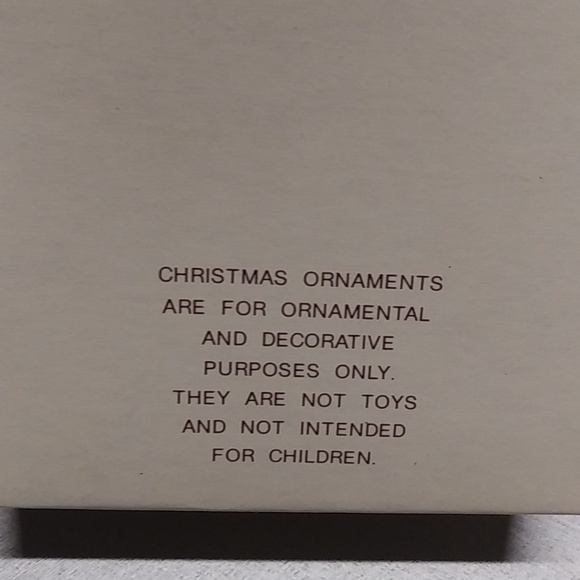 CHRISTMAS ORNAMENTS
ARE FOR ORNAMENTAL
AND DECORATIVE
PURPOSES ONLY.
THEY ARE NOT TOYS
AND NOT INTENDED
FOR CHILDREN.